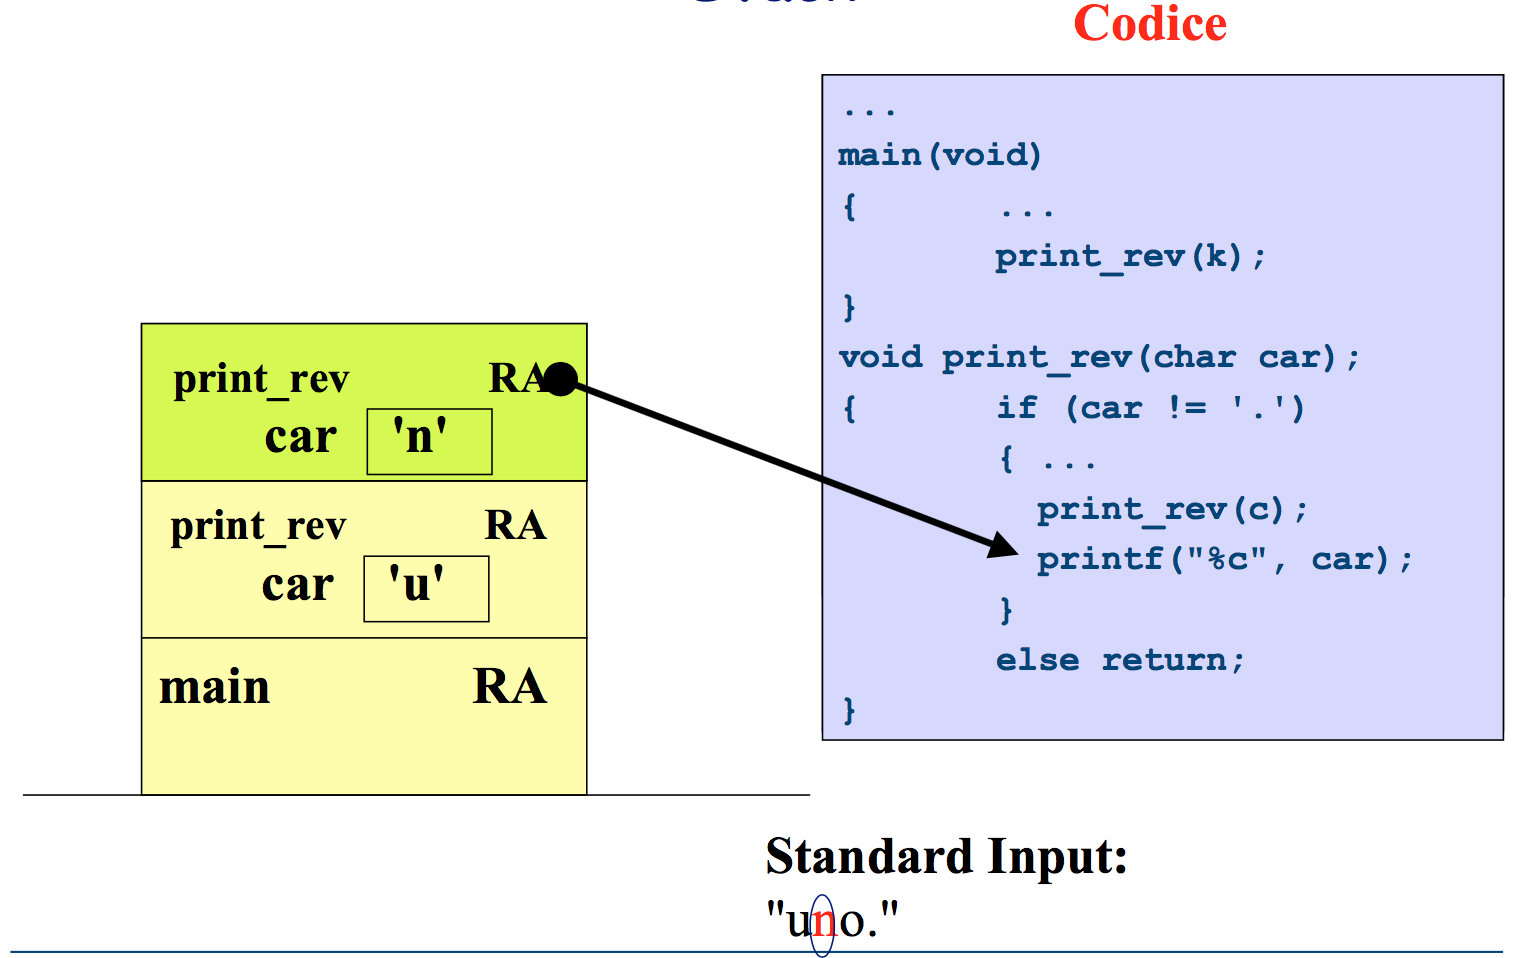 Codice
...
main(void)
{ ...
print_rev(k);
}
void print_rev(char car);
{ if (car != '.')
{ ...
print_rev(c);
printf("%c", car);
}
else return;
}
print_rev RA
car 'n'
print_rev RA
car 'u'
main RA
Standard Input:
"uno."